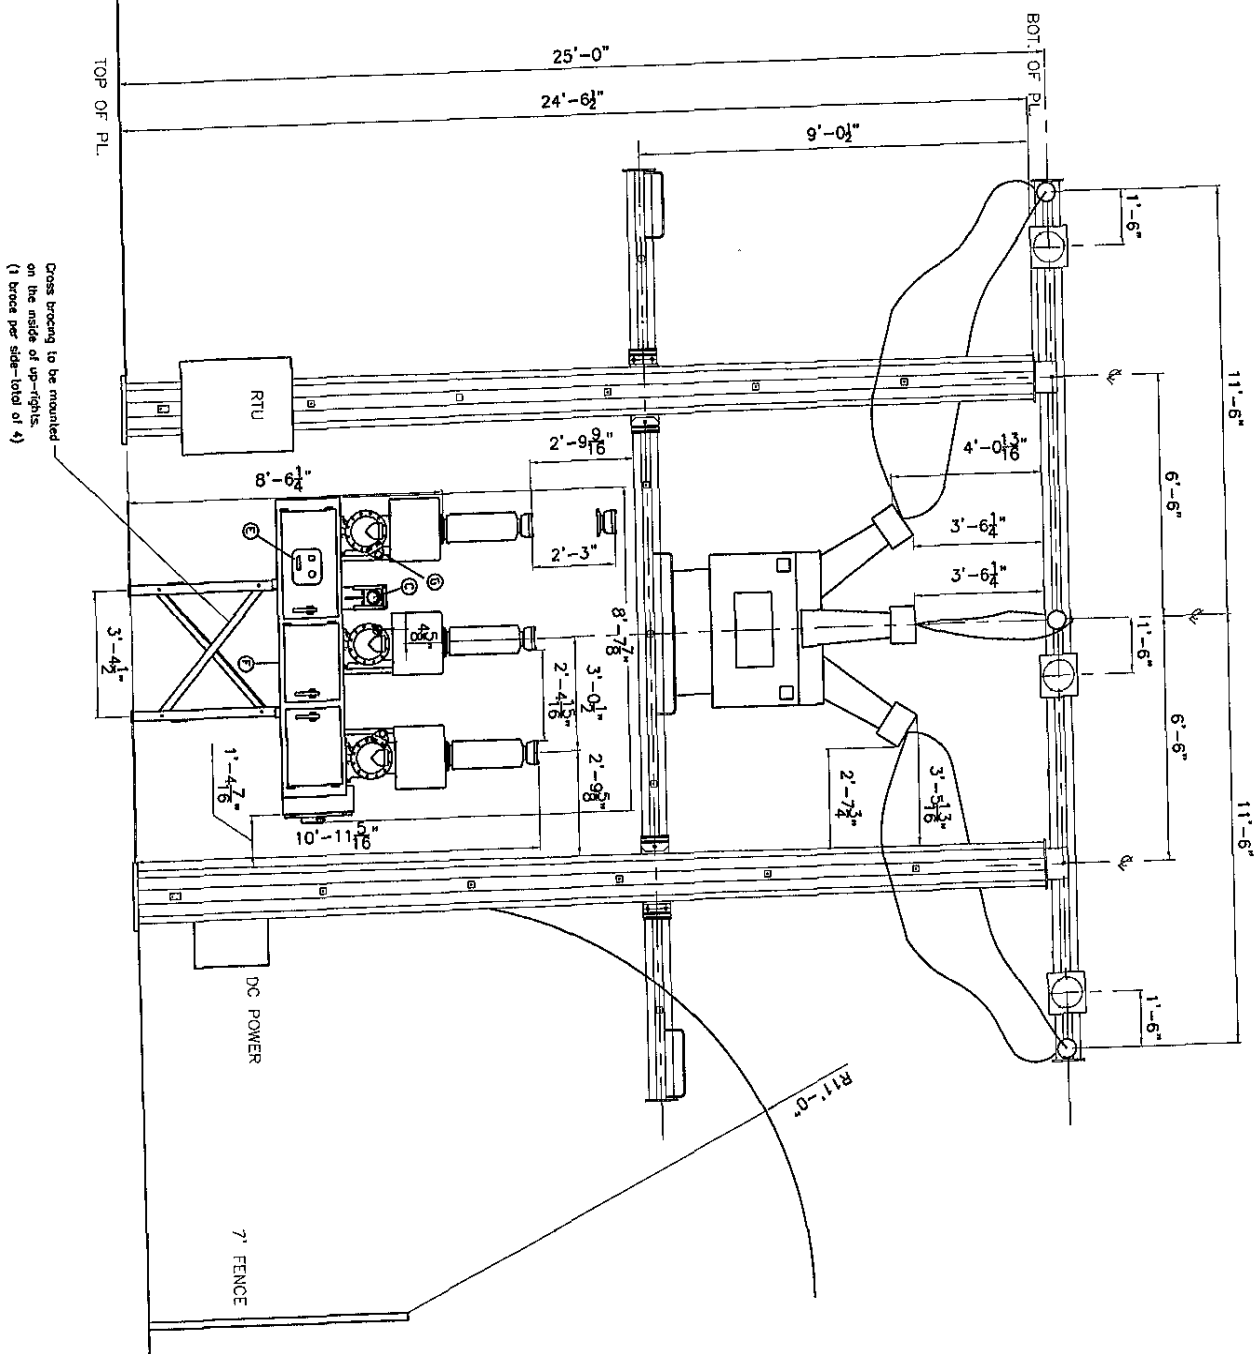 25'-0"
24'-6½"
9'-0½"
BOT. OF PL.
TOP OF PL.
1'-6"
11'-6"
6'-6"
RTU
2'-9 9/16"
4'-0 13/16"
8'-6¼"
3'-6¼"
2'-3"
3'-6¼"
Cross bracing to be mounted
on the inside of up-rights.
(1 brace per side-total of 4)
E
G
C
F
4 5/8"
8'-7 7/8"
1'-6"
3'-4½"
3'-0½"
2'-4 15/16"
2'-9 5/8"
6'-6"
1'-4 7/16"
10'-11 5/16"
2'-7¾"
3'-5 13/16"
11'-6"
1'-6"
DC POWER
R11'-0"
7' FENCE